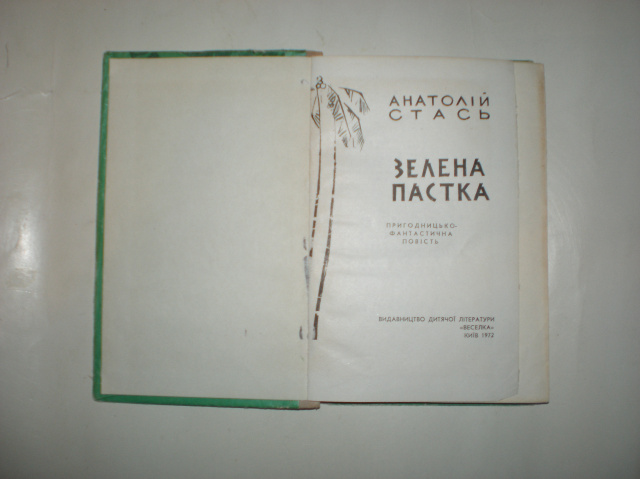 АНАТОЛІЙ
СТАСЬ
ЗЕЛЕНА
ПАСТКА
ПРИГОДНИЦЬКО-
ФАНТАСТИЧНА
ПОВІСТЬ
ВИДАВНИЦТВО ДИТЯЧОЇ ЛІТЕРАТУРИ
«ВЕСЕЛКА»
КИЇВ 1972